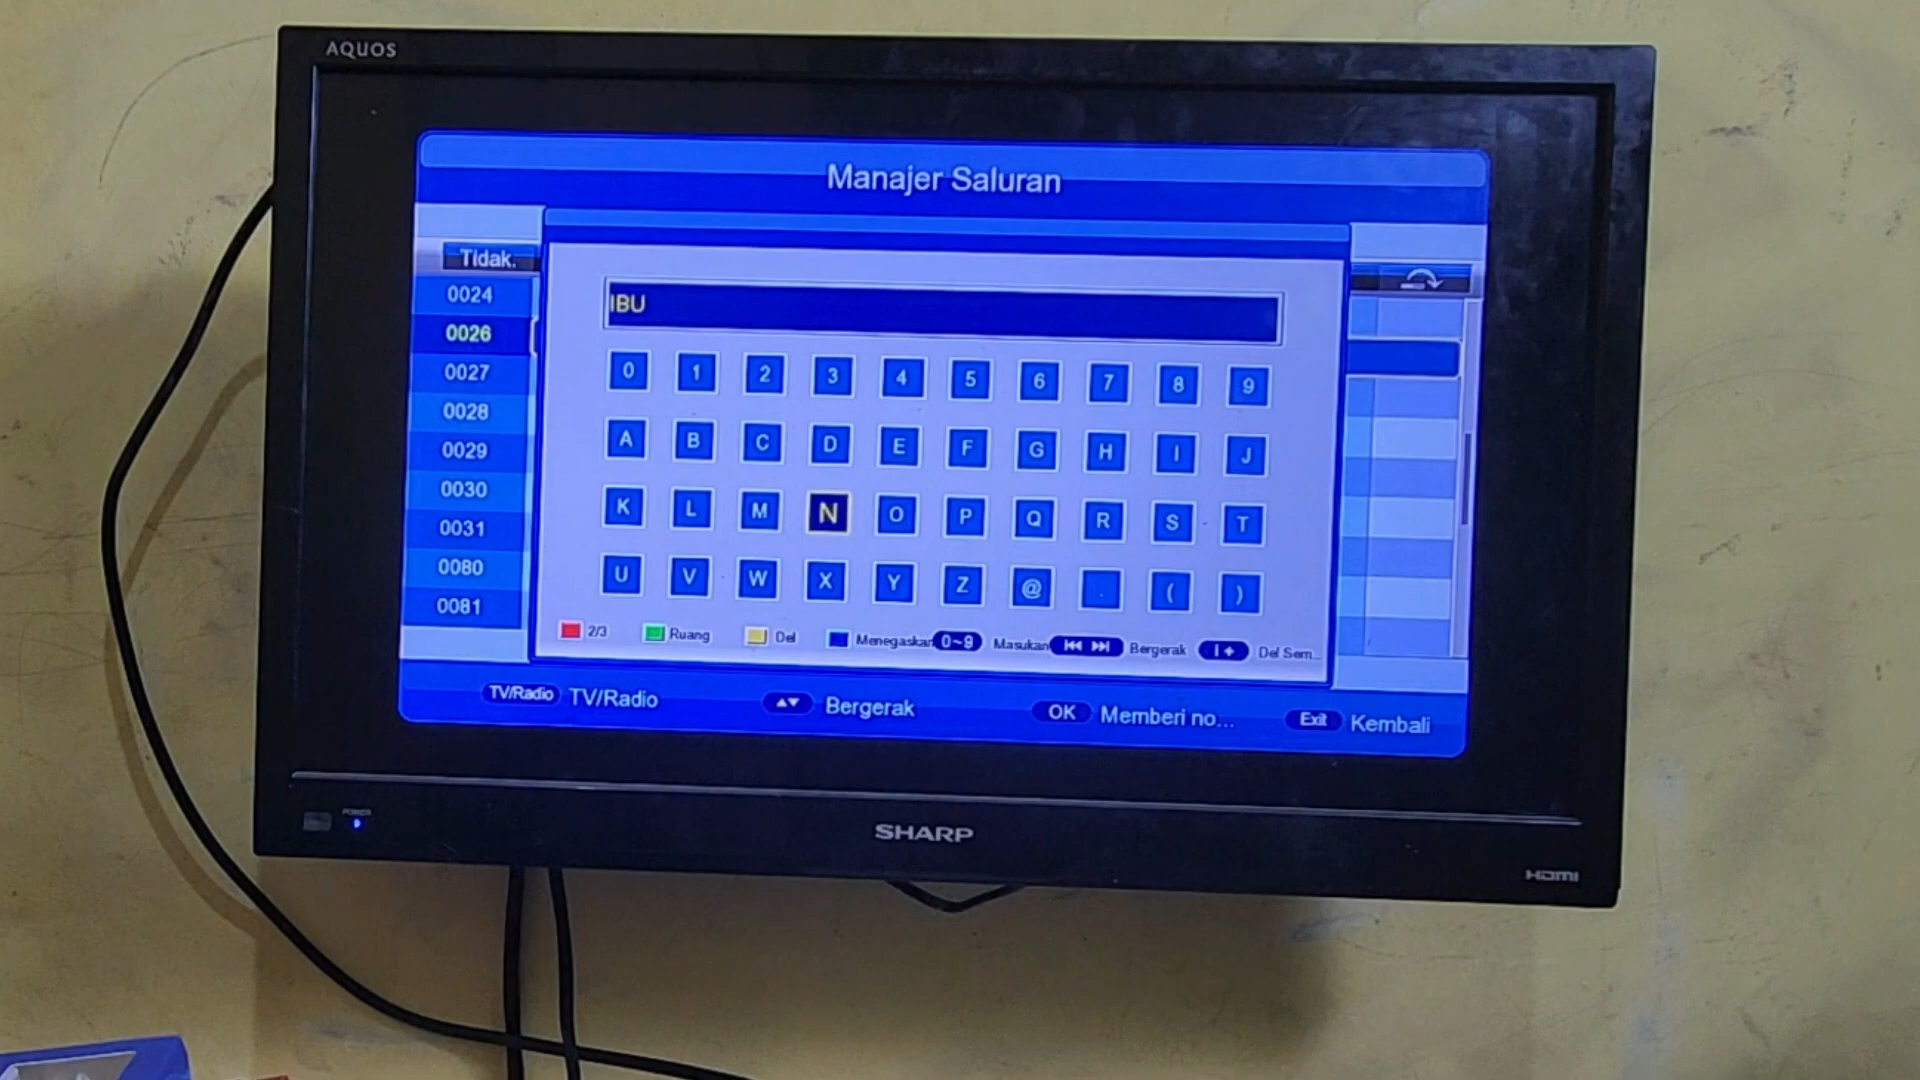 AQUOS
Manajer Saluran
Tidak.
0024
0026
0027
0028
0029
0030
0031
0080
0081
IBU
0 1 2 3 4 5 6 7 8 9
A B C D E F G H I J
K L M N O P Q R S T
U V W X Y Z @ . ( )
2/3 Ruang Del Menegaskan 0~9 Masukan Bergerak Del Sem...
TV/Radio TV/Radio Bergerak OK Memberi no... Exit Kembali
POWER
SHARP
HDMI